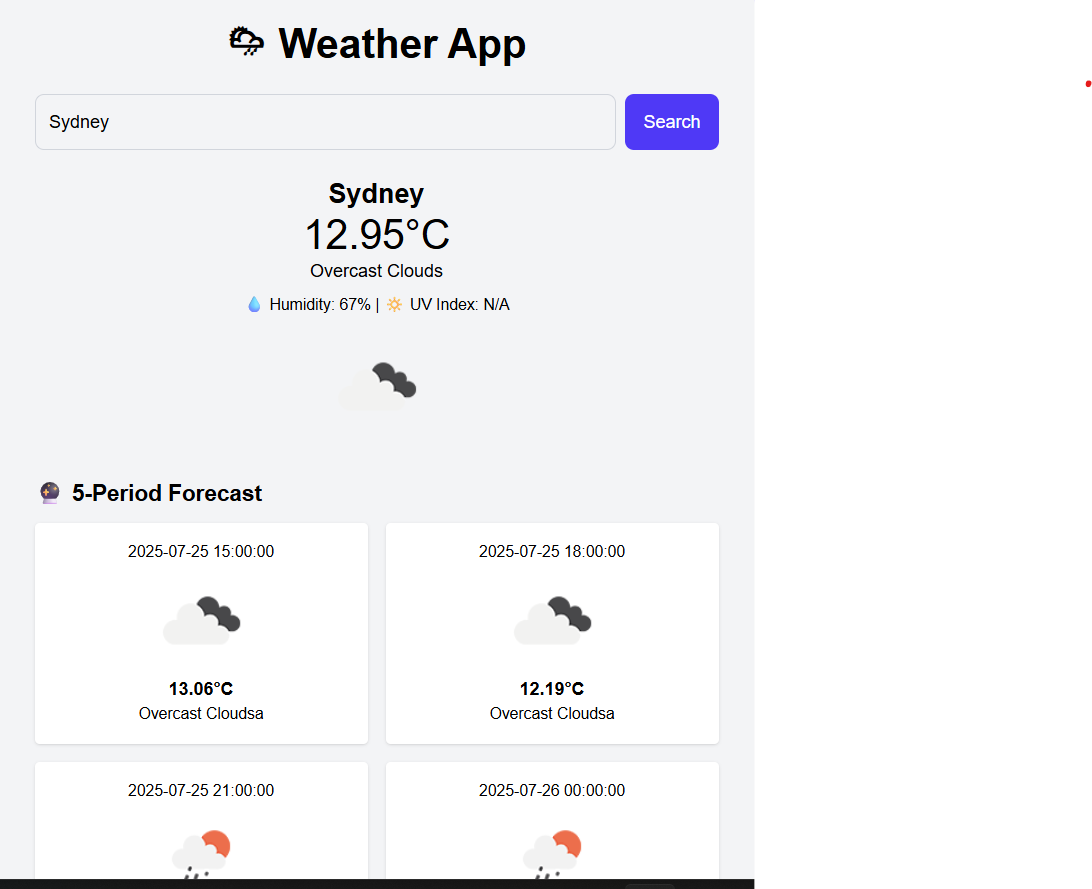 Weather App
Sydney
Search
Sydney
12.95°C
Overcast Clouds
Humidity: 67% | UV Index: N/A
5-Period Forecast
2025-07-25 15:00:00
13.06°C
Overcast Cloudsa
2025-07-25 18:00:00
12.19°C
Overcast Cloudsa
2025-07-25 21:00:00
2025-07-26 00:00:00